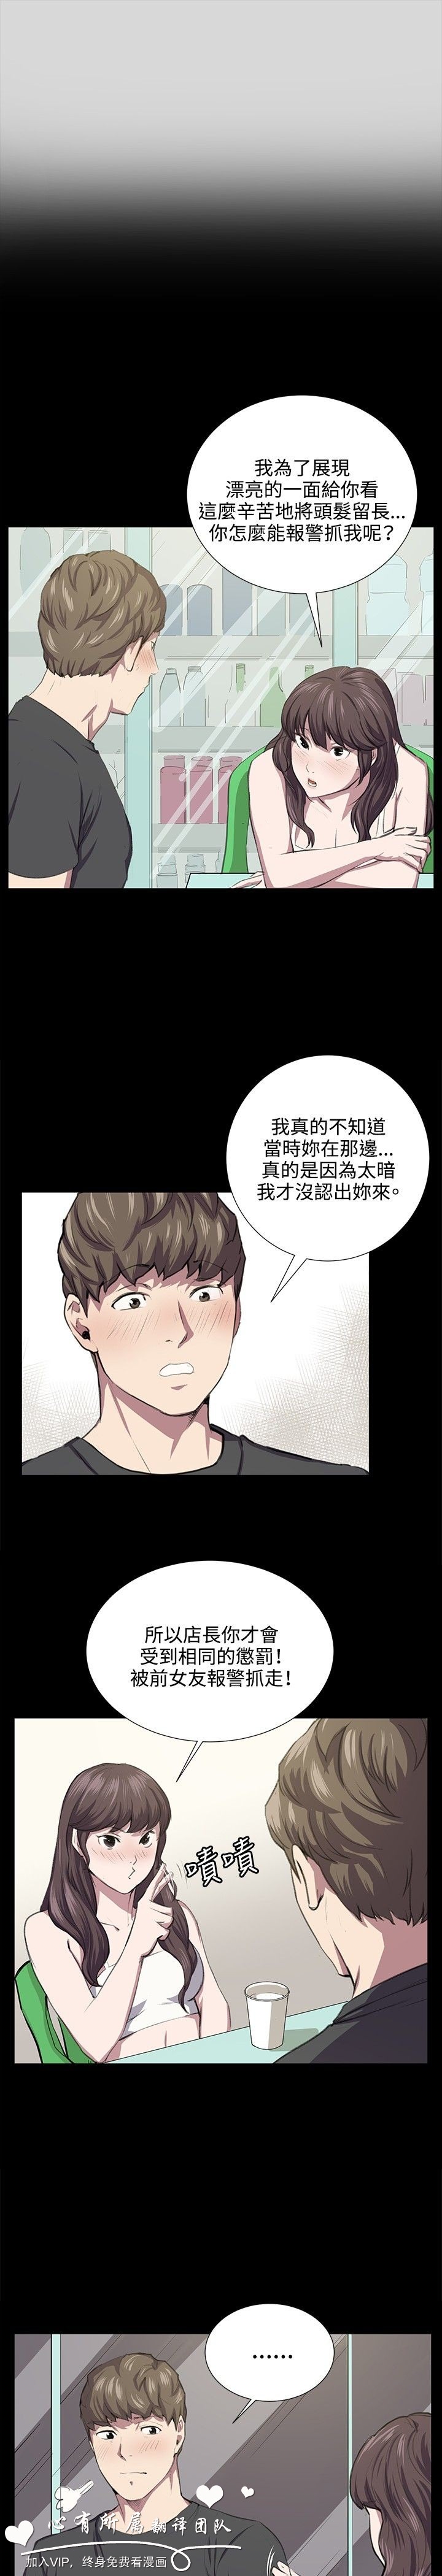 我為了展現
漂亮的一面給你看
這麼辛苦地將頭髮留長...
你怎麼能報警抓我呢？
我真的不知道
當時妳在那邊...
真的是因為太暗
我才沒認出妳來。
所以店長你才會
受到相同的懲罰！
被前女友報警抓走！
嘖嘖
......
心有所属翻译团队
加入VIP，终身免费看漫画